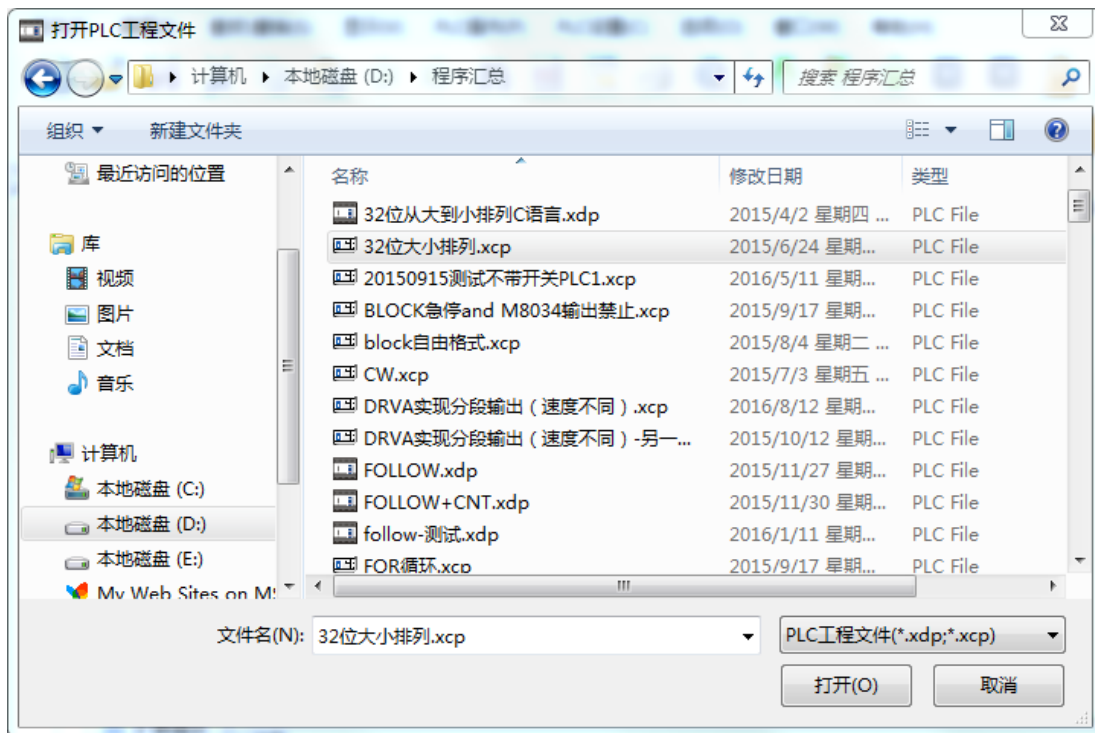 打开PLC工程文件
计算机 本地磁盘 (D:) 程序汇总
搜索 程序汇总
组织 新建文件夹
最近访问的位置
库
视频
图片
文档
音乐
计算机
本地磁盘 (C:)
本地磁盘 (D:)
本地磁盘 (E:)
My Web Sites on MS
名称 修改日期 类型
32位从大到小排列C语言.xdp 2015/4/2 星期四 ... PLC File
32位大小排列.xcp 2015/6/24 星期... PLC File
20150915测试不带开关PLC1.xcp 2016/5/11 星期... PLC File
BLOCK急停and M8034输出禁止.xcp 2015/9/17 星期... PLC File
block自由格式.xcp 2015/8/4 星期二 ... PLC File
CW.xcp 2015/7/3 星期五 ... PLC File
DRVA实现分段输出（速度不同）.xcp 2016/8/12 星期... PLC File
DRVA实现分段输出（速度不同）-另一... 2015/10/12 星期... PLC File
FOLLOW.xdp 2015/11/27 星期... PLC File
FOLLOW+CNT.xdp 2015/11/30 星期... PLC File
follow-测试.xdp 2016/1/11 星期... PLC File
FOR循环.xcp 2015/9/17 星期... PLC File
文件名(N): 32位大小排列.xcp PLC工程文件(*.xdp;*.xcp)
打开(O) 取消